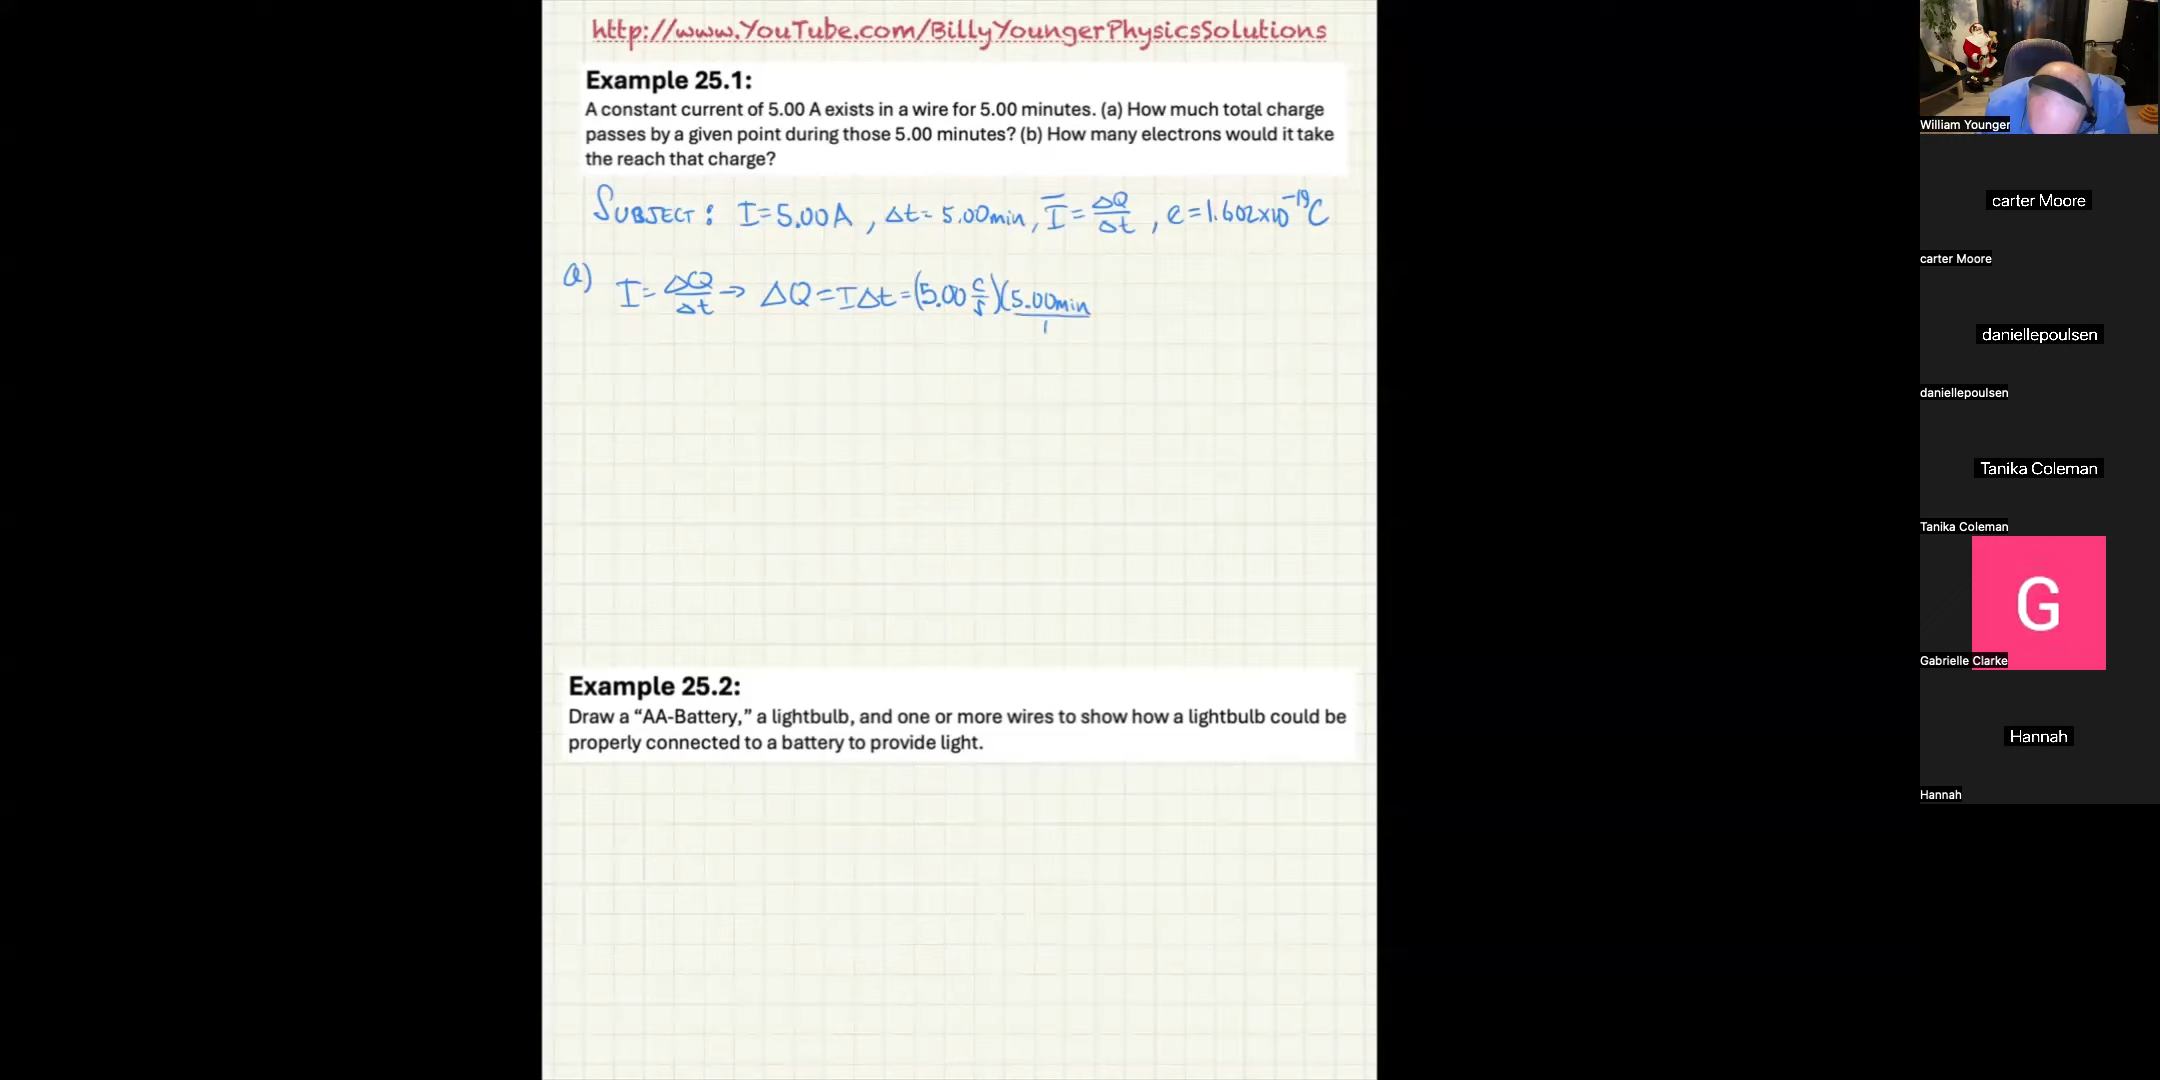 http://www.YouTube.com/BillyYoungerPhysicsSolutions
Example 25.1:
A constant current of 5.00 A exists in a wire for 5.00 minutes. (a) How much total charge
passes by a given point during those 5.00 minutes? (b) How many electrons would it take
the reach that charge?
SUBJECT: I=5.00A, Δt=5.00min, I̅=ΔQ/Δt, e=1.602x10⁻¹⁹C
a) I=ΔQ/Δt→ ΔQ=IΔt=(5.00 C/s)(5.00min/1
Example 25.2:
Draw a “AA-Battery,” a lightbulb, and one or more wires to show how a lightbulb could be
properly connected to a battery to provide light.
William Younger
carter Moore
carter Moore
daniellepoulsen
daniellepoulsen
Tanika Coleman
Tanika Coleman
G
Gabrielle Clarke
Hannah
Hannah